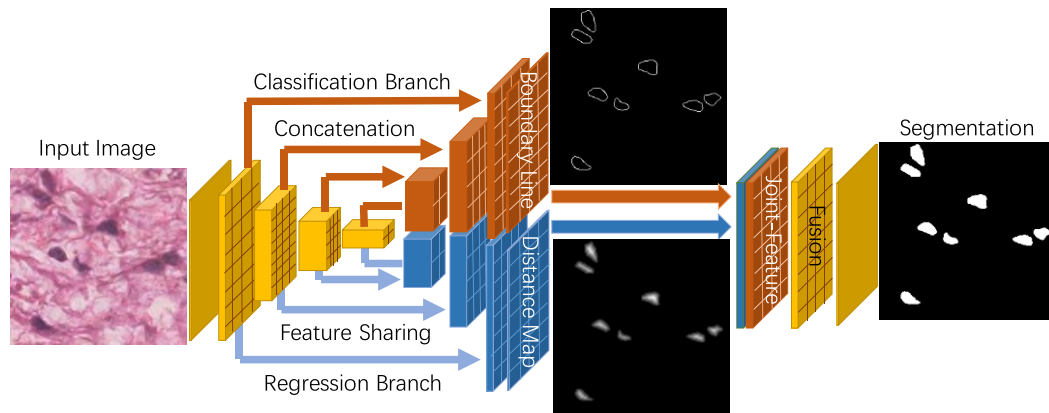 Input Image
Classification Branch
Concatenation
Feature Sharing
Regression Branch
Boundary Line
Distance Map
Joint-Feature
Fusion
Segmentation